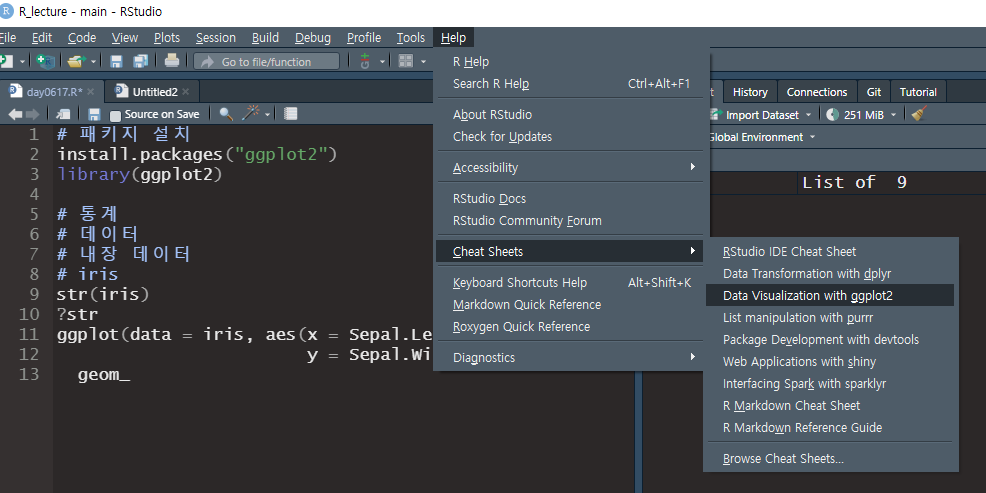 R_lecture - main - RStudio
File Edit Code View Plots Session Build Debug Profile Tools Help
Go to file/function
day0617.R* Untitled2
Source on Save
1 # 패키지 설치
2 install.packages("ggplot2")
3 library(ggplot2)
4
5 # 통계
6 # 데이터
7 # 내장 데이터
8 # iris
9 str(iris)
10 ?str
11 ggplot(data = iris, aes(x = Sepal.Le
12 y = Sepal.Wi
13 geom_
R Help
Search R Help Ctrl+Alt+F1
About RStudio
Check for Updates
Accessibility
RStudio Docs
RStudio Community Forum
Cheat Sheets
Keyboard Shortcuts Help Alt+Shift+K
Markdown Quick Reference
Roxygen Quick Reference
Diagnostics
RStudio IDE Cheat Sheet
Data Transformation with dplyr
Data Visualization with ggplot2
List manipulation with purrr
Package Development with devtools
Web Applications with shiny
Interfacing Spark with sparklyr
R Markdown Cheat Sheet
R Markdown Reference Guide
Browse Cheat Sheets...
t History Connections Git Tutorial
Import Dataset 251 MiB
Global Environment
List of 9